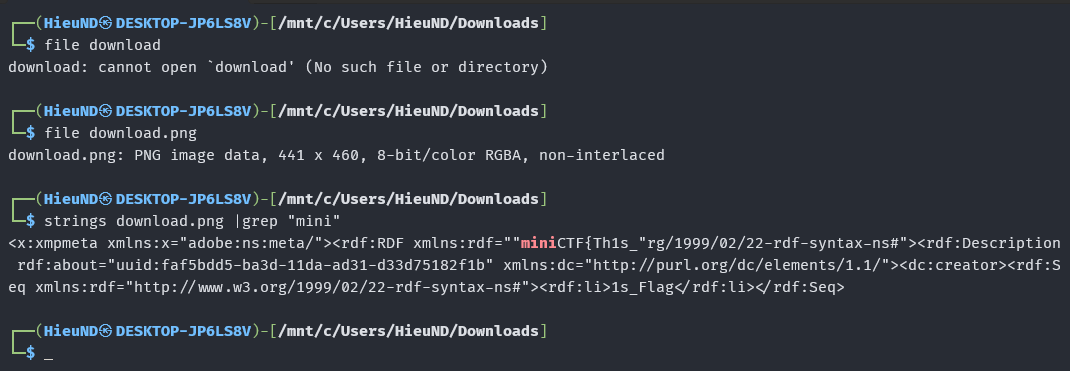 ┌──(HieuND㉿DESKTOP-JP6LS8V)-[/mnt/c/Users/HieuND/Downloads]
└─$ file download
download: cannot open `download' (No such file or directory)
┌──(HieuND㉿DESKTOP-JP6LS8V)-[/mnt/c/Users/HieuND/Downloads]
└─$ file download.png
download.png: PNG image data, 441 x 460, 8-bit/color RGBA, non-interlaced
┌──(HieuND㉿DESKTOP-JP6LS8V)-[/mnt/c/Users/HieuND/Downloads]
└─$ strings download.png |grep "mini"
<x:xmpmeta xmlns:x="adobe:ns:meta/"><rdf:RDF xmlns:rdf=""miniCTF{Th1s_"rg/1999/02/22-rdf-syntax-ns#"><rdf:Description
 rdf:about="uuid:faf5bdd5-ba3d-11da-ad31-d33d75182f1b" xmlns:dc="http://purl.org/dc/elements/1.1/"><dc:creator><rdf:S
eq xmlns:rdf="http://www.w3.org/1999/02/22-rdf-syntax-ns#"><rdf:li>1s_Flag</rdf:li></rdf:Seq>
┌──(HieuND㉿DESKTOP-JP6LS8V)-[/mnt/c/Users/HieuND/Downloads]
└─$ _